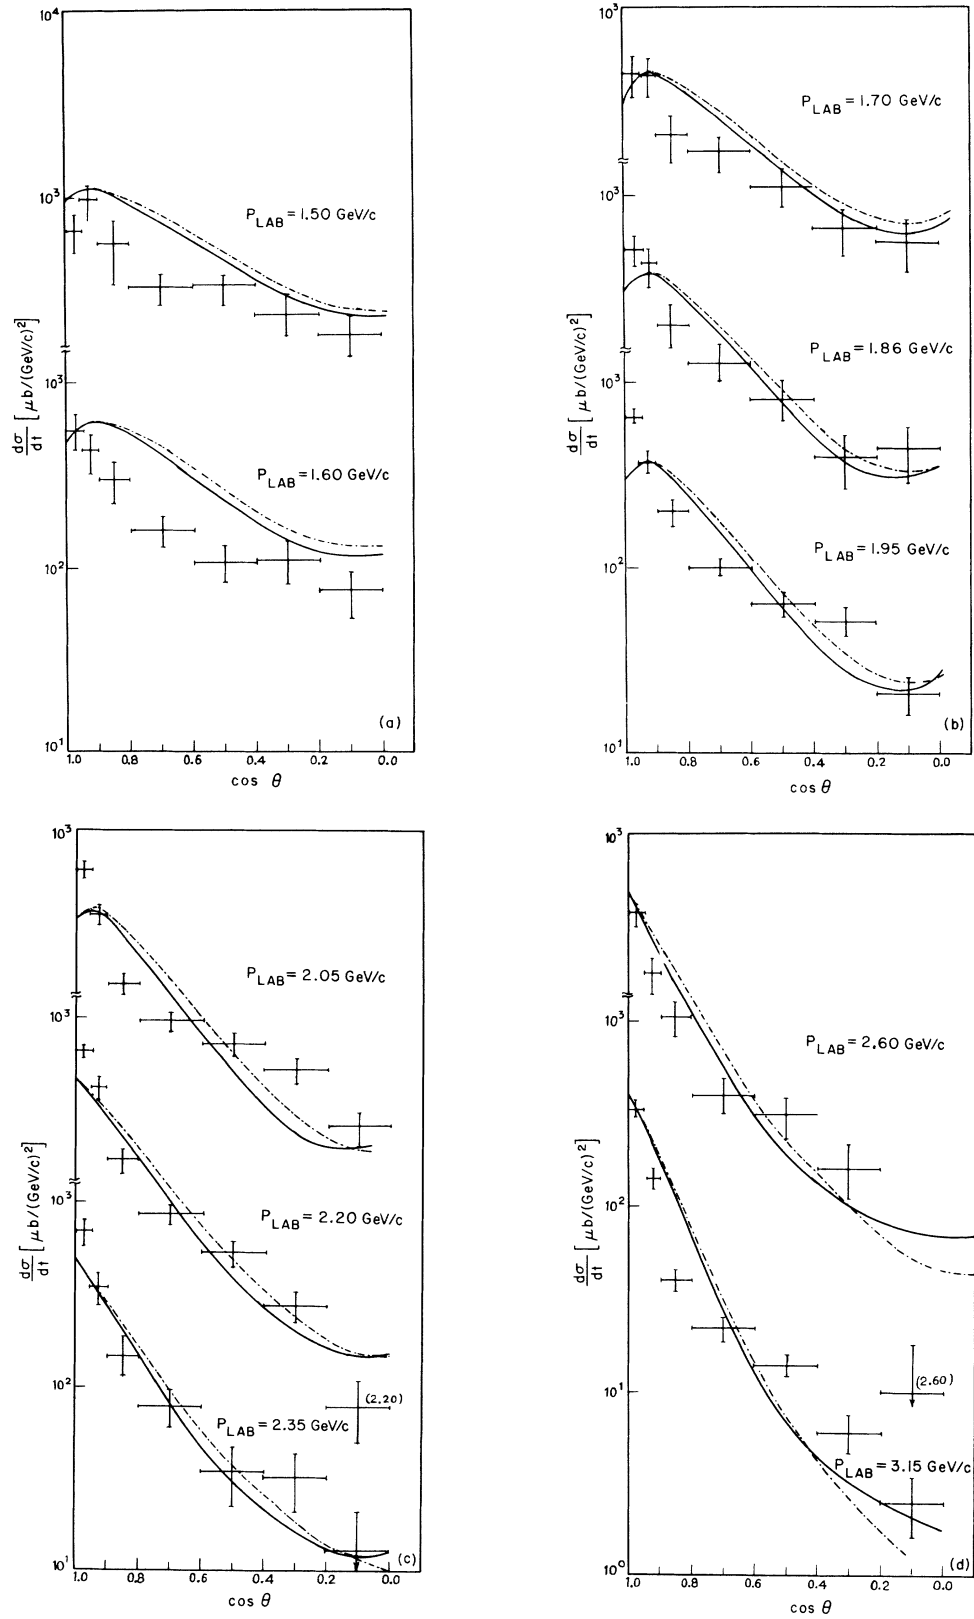 10⁴
10³
P LAB = 1.50 GeV/c
dσ/dt [μb/(GeV/c)²]
10³
P LAB = 1.60 GeV/c
10²
(a)
10¹
1.0 0.8 0.6 0.4 0.2 0.0
cos θ
10³
P LAB = 1.70 GeV/c
10³
dσ/dt [μb/(GeV/c)²]
P LAB = 1.86 GeV/c
10³
P LAB = 1.95 GeV/c
10²
(b)
10¹
1.0 0.8 0.6 0.4 0.2 0.0
cos θ
10³
P LAB = 2.05 GeV/c
10³
dσ/dt [μb/(GeV/c)²]
10³
P LAB = 2.20 GeV/c
10²
(2.20)
P LAB = 2.35 GeV/c
10¹
(c)
1.0 0.8 0.6 0.4 0.2 0.0
cos θ
10³
10³
P LAB = 2.60 GeV/c
dσ/dt [μb/(GeV/c)²]
10²
(2.60)
10¹
P LAB = 3.15 GeV/c
10⁰
(d)
1.0 0.8 0.6 0.4 0.2 0.0
cos θ